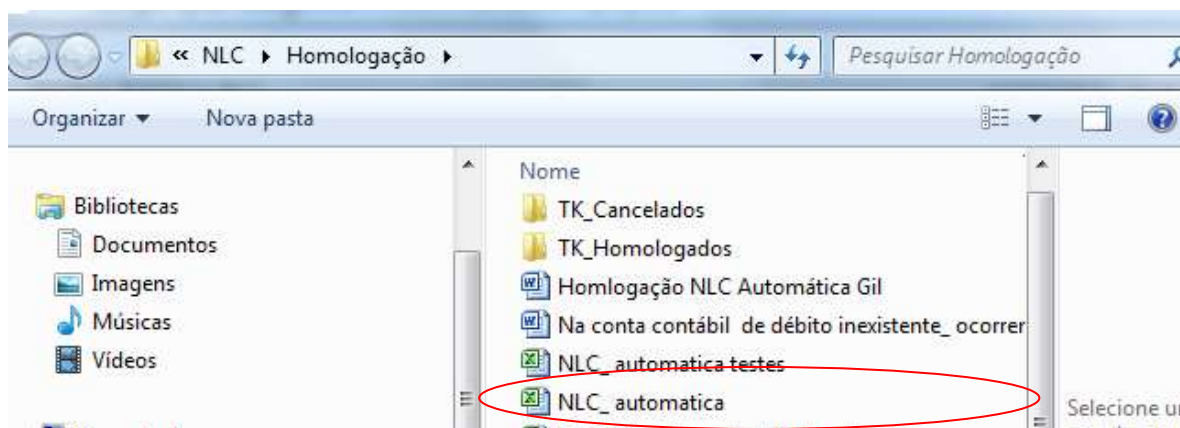 « NLC ▸ Homologação ▸
Pesquisar Homologação
Organizar
Nova pasta
Nome
Bibliotecas
Documentos
Imagens
Músicas
Vídeos
TK_Cancelados
TK_Homologados
Homlogação NLC Automática Gil
Na conta contábil de débito inexistente_ ocorrer
NLC_ automatica testes
NLC_ automatica
Selecione